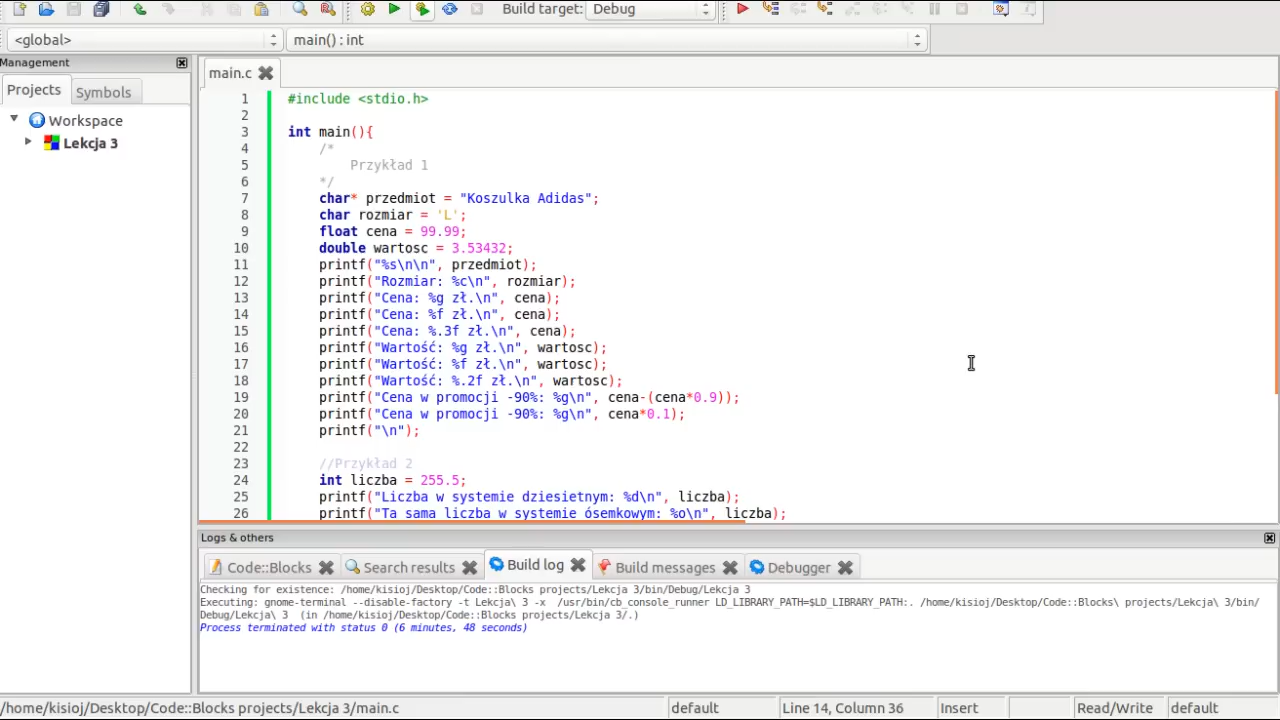 Build target: Debug
<global> main() : int
Management
Projects Symbols
Workspace
Lekcja 3
main.c
1 #include <stdio.h>
2
3 int main(){
4 /*
5 Przykład 1
6 */
7 char* przedmiot = "Koszulka Adidas";
8 char rozmiar = 'L';
9 float cena = 99.99;
10 double wartosc = 3.53432;
11 printf("%s\n\n", przedmiot);
12 printf("Rozmiar: %c\n", rozmiar);
13 printf("Cena: %g zł.\n", cena);
14 printf("Cena: %f zł.\n", cena);
15 printf("Cena: %.3f zł.\n", cena);
16 printf("Wartość: %g zł.\n", wartosc);
17 printf("Wartość: %f zł.\n", wartosc);
18 printf("Wartość: %.2f zł.\n", wartosc);
19 printf("Cena w promocji -90%: %g\n", cena-(cena*0.9));
20 printf("Cena w promocji -90%: %g\n", cena*0.1);
21 printf("\n");
22
23 //Przykład 2
24 int liczba = 255.5;
25 printf("Liczba w systemie dziesietnym: %d\n", liczba);
26 printf("Ta sama liczba w systemie ósemkowym: %o\n", liczba);
Logs & others
Code::Blocks Search results Build log Build messages Debugger
Checking for existence: /home/kisioj/Desktop/Code::Blocks projects/Lekcja 3/bin/Debug/Lekcja 3
Executing: gnome-terminal --disable-factory -t Lekcja\ 3 -x /usr/bin/cb_console_runner LD_LIBRARY_PATH=$LD_LIBRARY_PATH:. /home/kisioj/Desktop/Code::Blocks\ projects/Lekcja\ 3/bin/
Debug/Lekcja\ 3 (in /home/kisioj/Desktop/Code::Blocks projects/Lekcja 3/.)
Process terminated with status 0 (6 minutes, 48 seconds)
/home/kisioj/Desktop/Code::Blocks projects/Lekcja 3/main.c default Line 14, Column 36 Insert Read/Write default